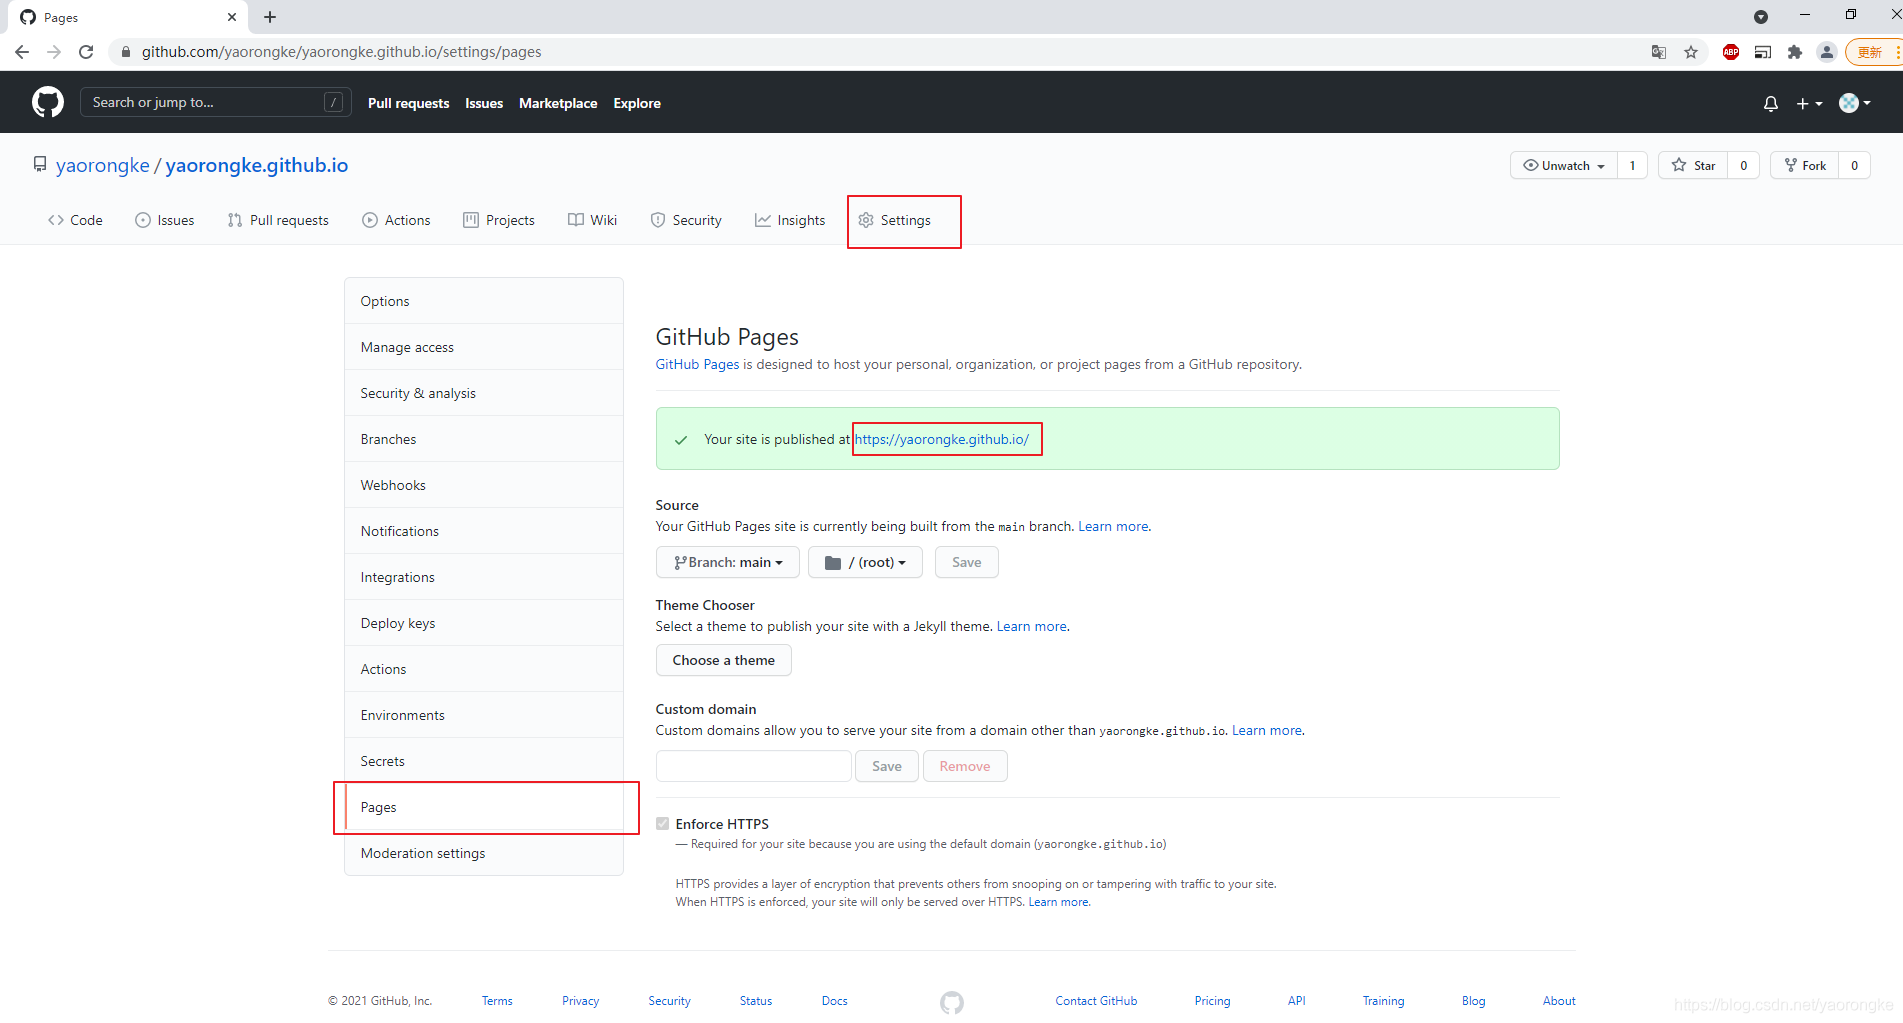 Pages
github.com/yaorongke/yaorongke.github.io/settings/pages
ABP
更新
Search or jump to...
/
Pull requests Issues Marketplace Explore
yaorongke / yaorongke.github.io
Unwatch 1
Star 0
Fork 0
Code Issues Pull requests Actions Projects Wiki Security Insights Settings
Options
Manage access
Security & analysis
Branches
Webhooks
Notifications
Integrations
Deploy keys
Actions
Environments
Secrets
Pages
Moderation settings
GitHub Pages
GitHub Pages is designed to host your personal, organization, or project pages from a GitHub repository.
Your site is published at https://yaorongke.github.io/
Source
Your GitHub Pages site is currently being built from the main branch. Learn more.
Branch: main / (root) Save
Theme Chooser
Select a theme to publish your site with a Jekyll theme. Learn more.
Choose a theme
Custom domain
Custom domains allow you to serve your site from a domain other than yaorongke.github.io. Learn more.
Save Remove
Enforce HTTPS
— Required for your site because you are using the default domain (yaorongke.github.io)
HTTPS provides a layer of encryption that prevents others from snooping on or tampering with traffic to your site.
When HTTPS is enforced, your site will only be served over HTTPS. Learn more.
© 2021 GitHub, Inc. Terms Privacy Security Status Docs Contact GitHub Pricing API Training Blog About
https://blog.csdn.net/yaorongke